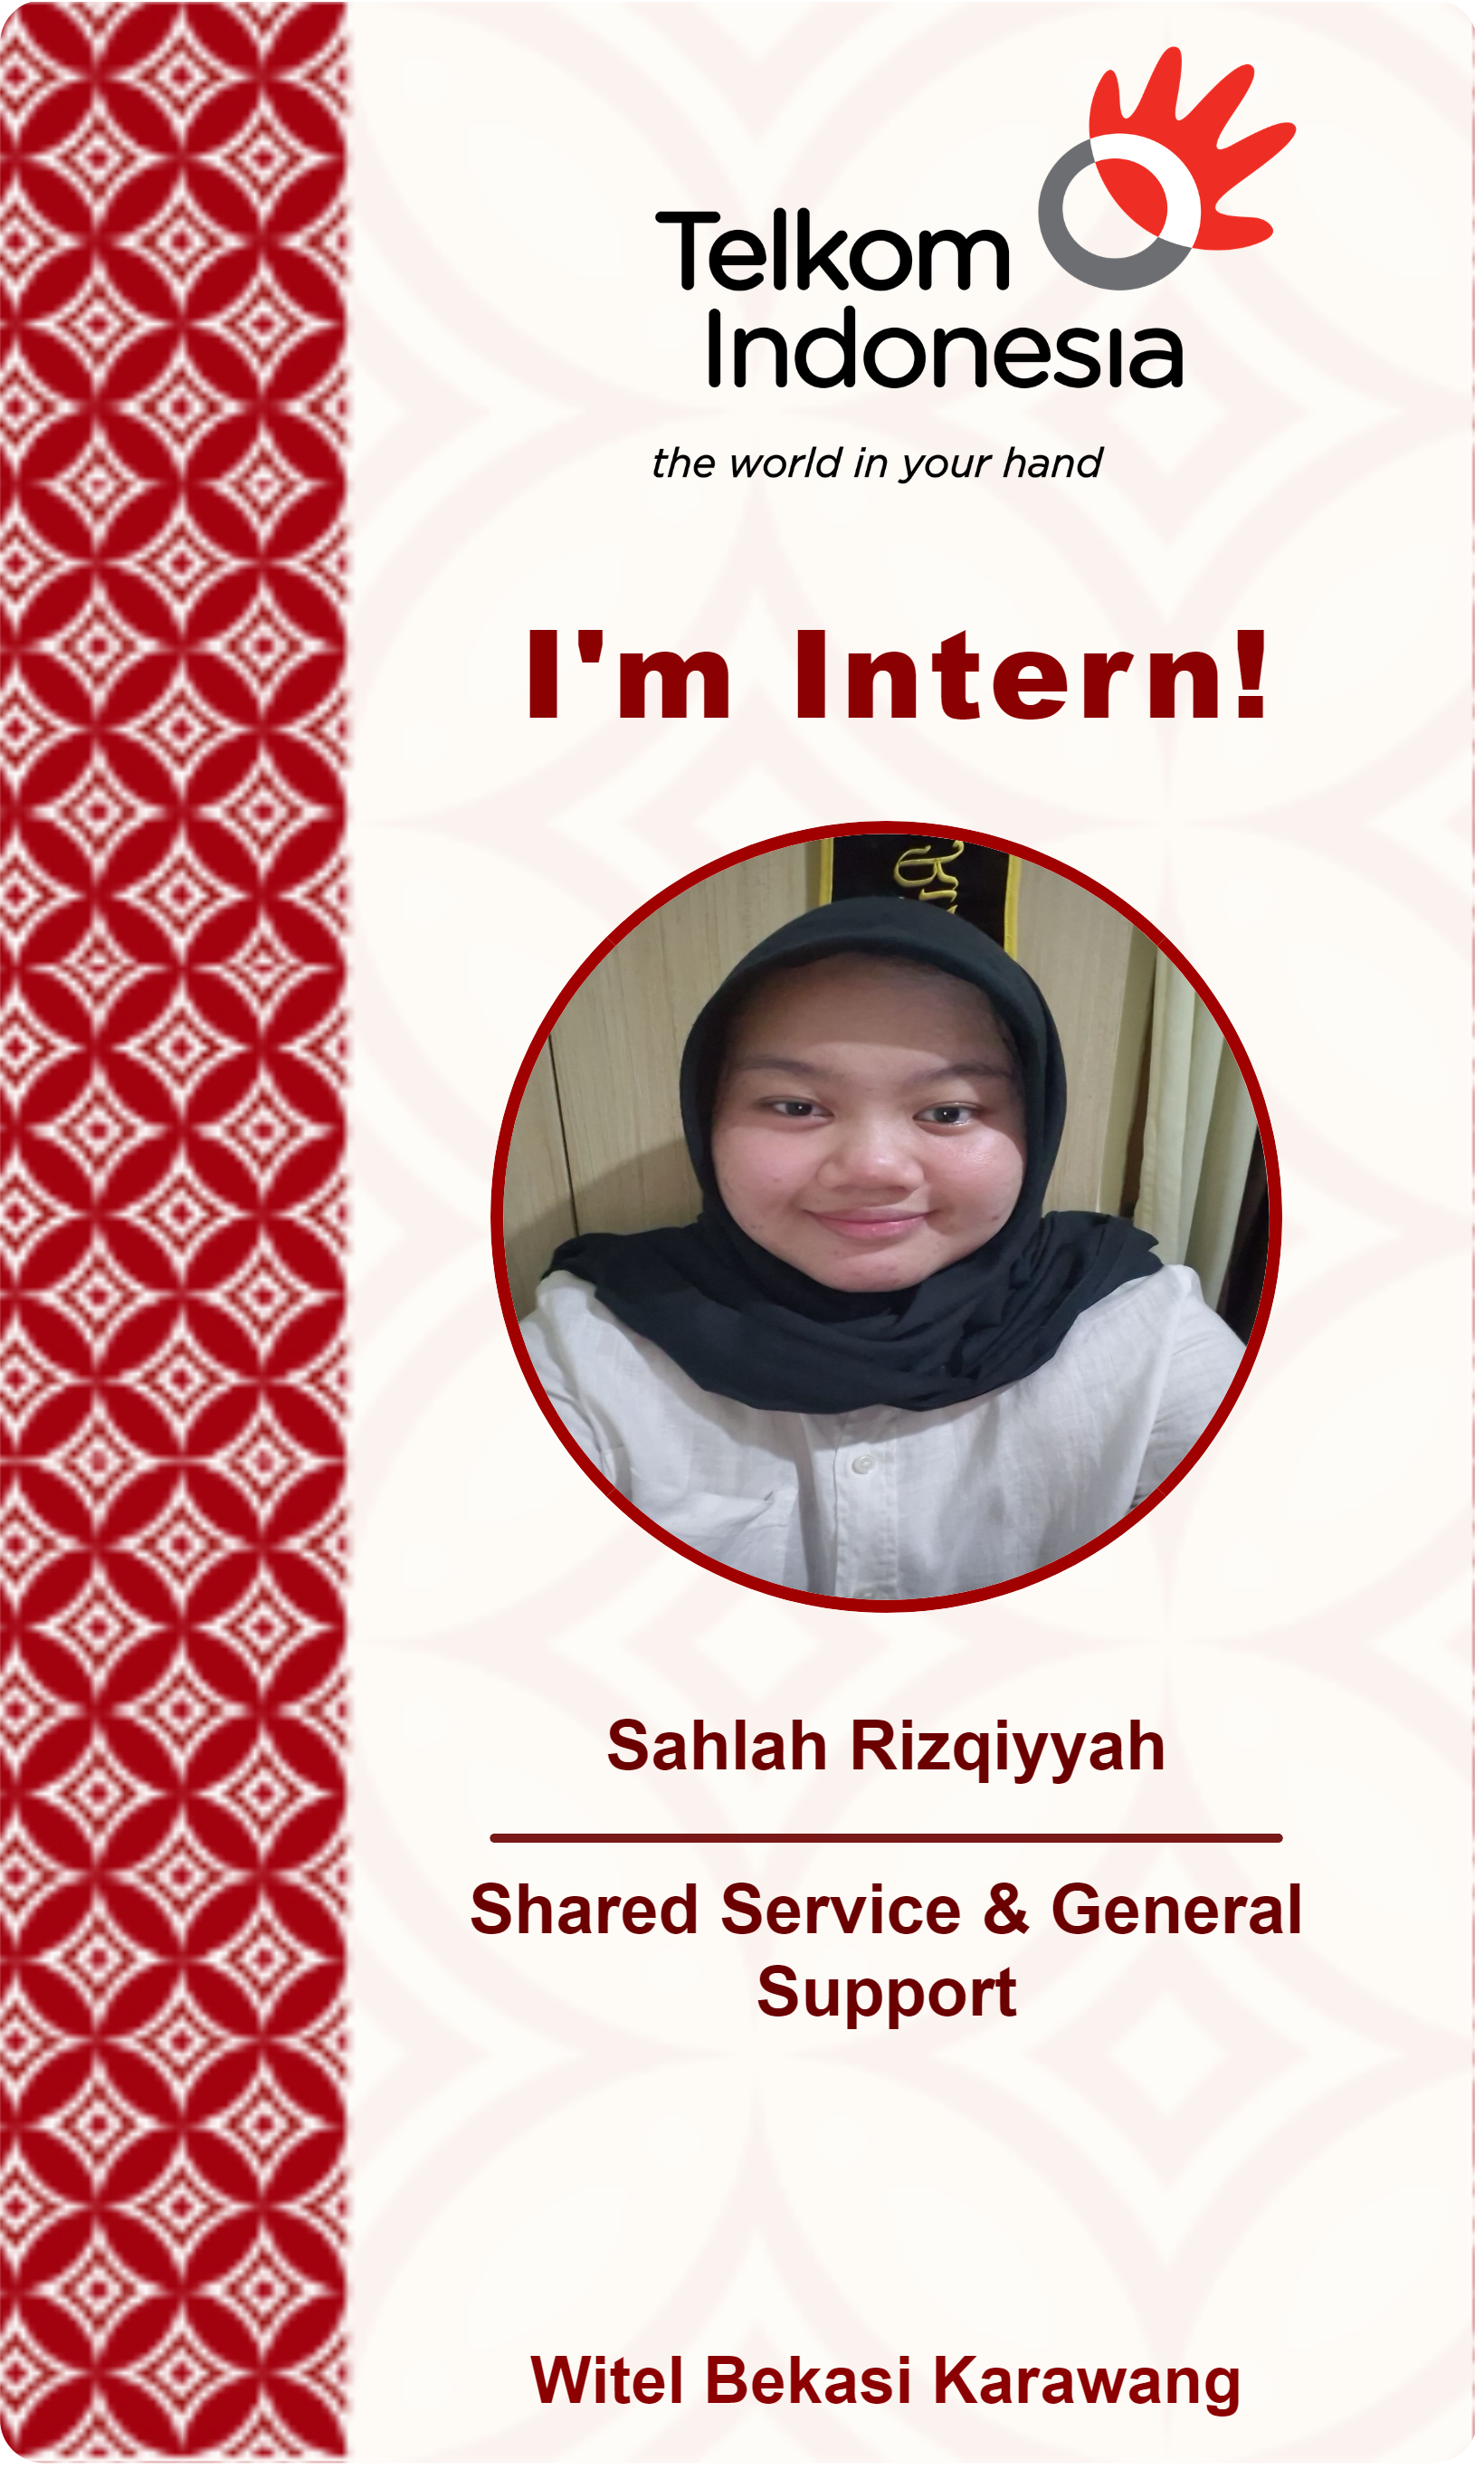 Telkom
Indonesia
the world in your hand
I'm Intern!
Sahlah Rizqiyyah
Shared Service & General
Support
Witel Bekasi Karawang